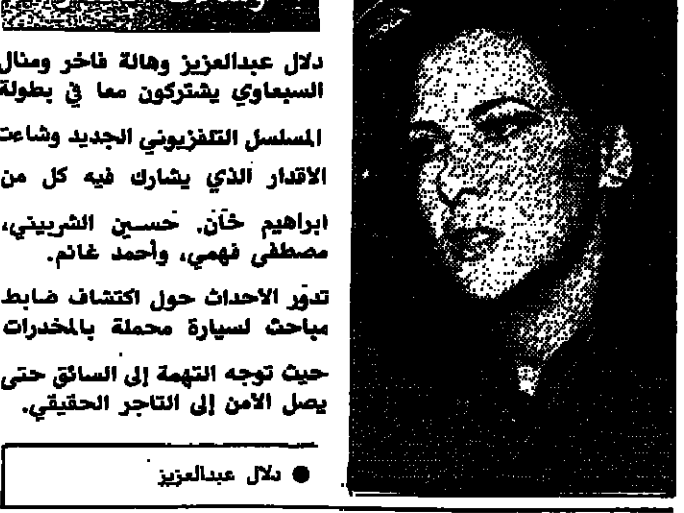 دلال عبدالعزيز وهالة فاخر ومنال
السبعاوي يشتركون معا في بطولة
المسلسل التلفزيوني الجديد وشاعت
الاقدار الذي يشارك فيه كل من
ابراهيم خان، حسين الشربيني،
مصطفى فهمي، وأحمد غانم.
تدور الاحداث حول اكتشاف ضابط
مباحث لسيارة محملة بالمخدرات
حيث توجه التهمة إلى السائق حتى
يصل الأمن إلى التاجر الحقيقي.
● دلال عبدالعزيز